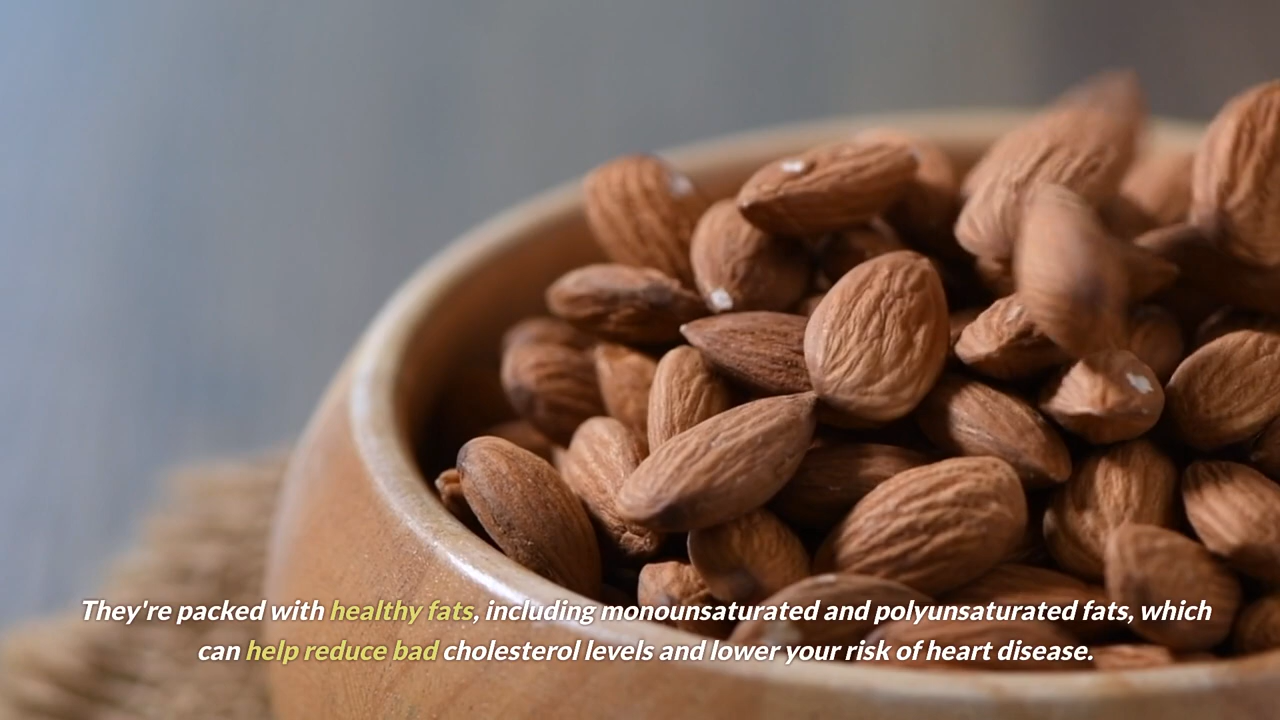 They're packed with healthy fats, including monounsaturated and polyunsaturated fats, which
can help reduce bad cholesterol levels and lower your risk of heart disease.